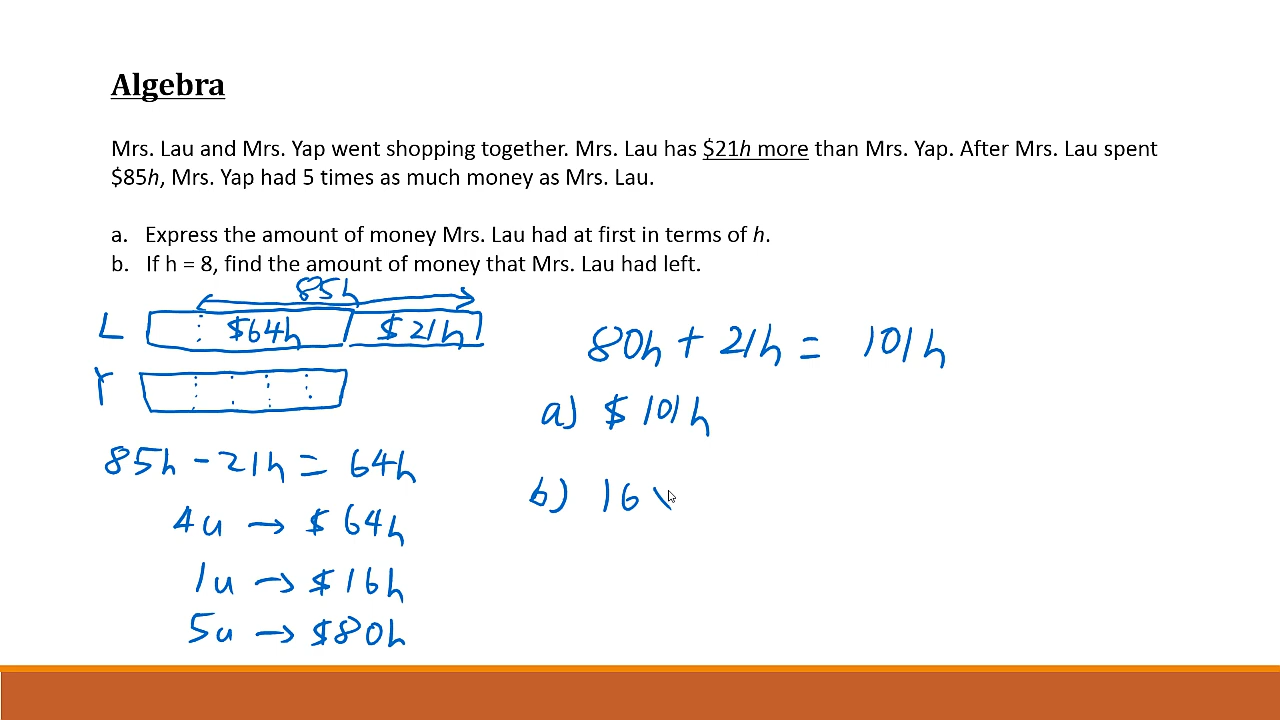 Algebra
Mrs. Lau and Mrs. Yap went shopping together. Mrs. Lau has $21h more than Mrs. Yap. After Mrs. Lau spent
$85h, Mrs. Yap had 5 times as much money as Mrs. Lau.
a. Express the amount of money Mrs. Lau had at first in terms of h.
b. If h = 8, find the amount of money that Mrs. Lau had left.
85h
L $64h $21h
Y
85h - 21h = 64h
4u → $64h
1u → $16h
5u → $80h
80h + 21h = 101h
a) $101h
b) 16